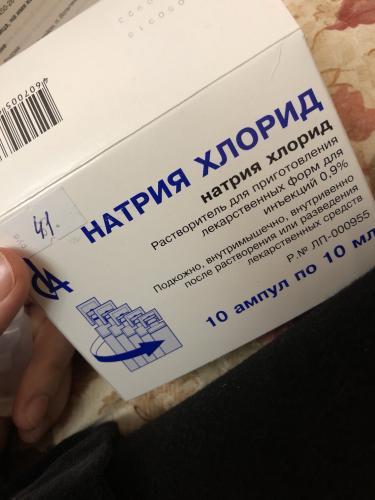 4607005
41.
НАТРИЯ ХЛОРИД
натрия хлорид
Растворитель для приготовления
лекарственных форм для
инъекций 0,9%
Подкожно, внутримышечно, внутривенно
после растворения или разведения
лекарственных средств
Р.№ ЛП-000955
10 ампул по 10 мл